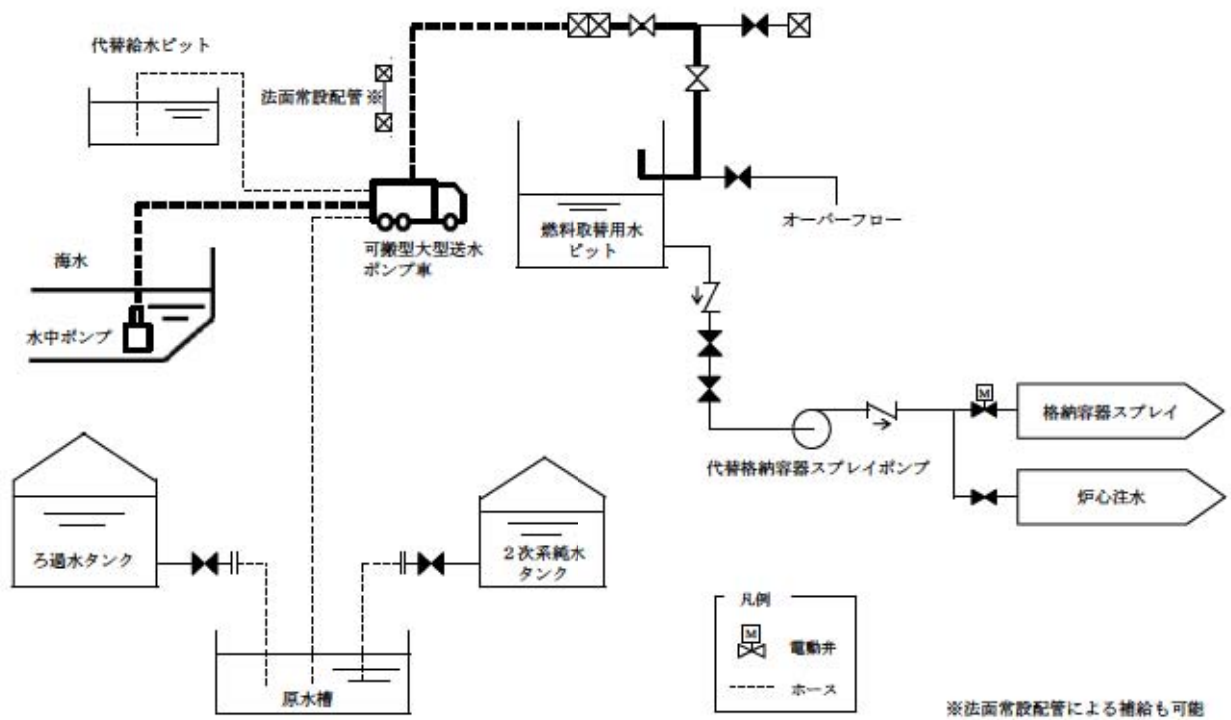 代替給水ピット
法面常設配管※
可搬型大型送水
ポンプ車
海水
水中ポンプ
燃料取替用水
ピット
オーバーフロー
M
格納容器スプレイ
代替格納容器スプレイポンプ
炉心注水
ろ過水タンク
2次系純水
タンク
原水槽
凡例
M
電動弁
ホース
※法面常設配管による補給も可能